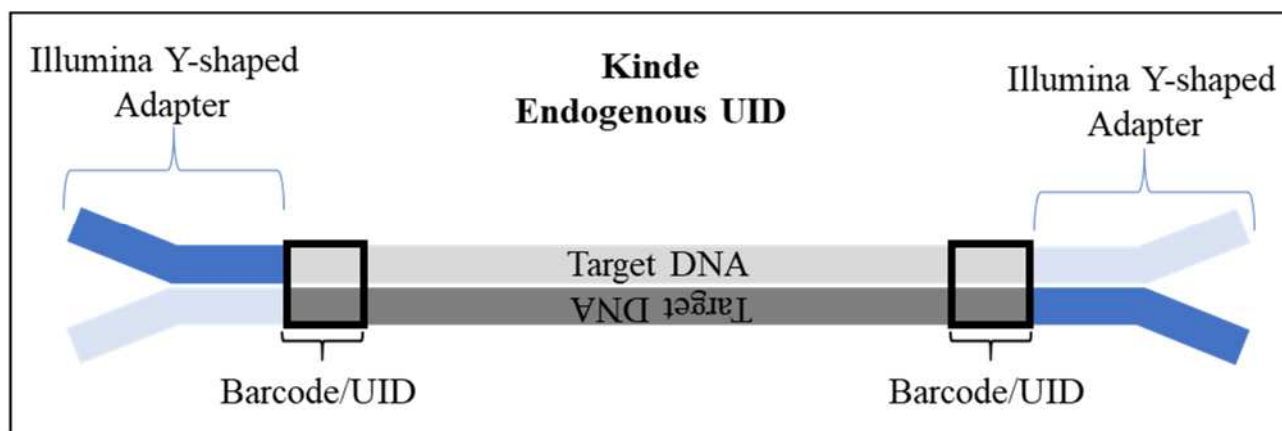 Illumina Y-shaped
Adapter
Kinde
Endogenous UID
Illumina Y-shaped
Adapter
Target DNA
Target DNA
Barcode/UID
Barcode/UID